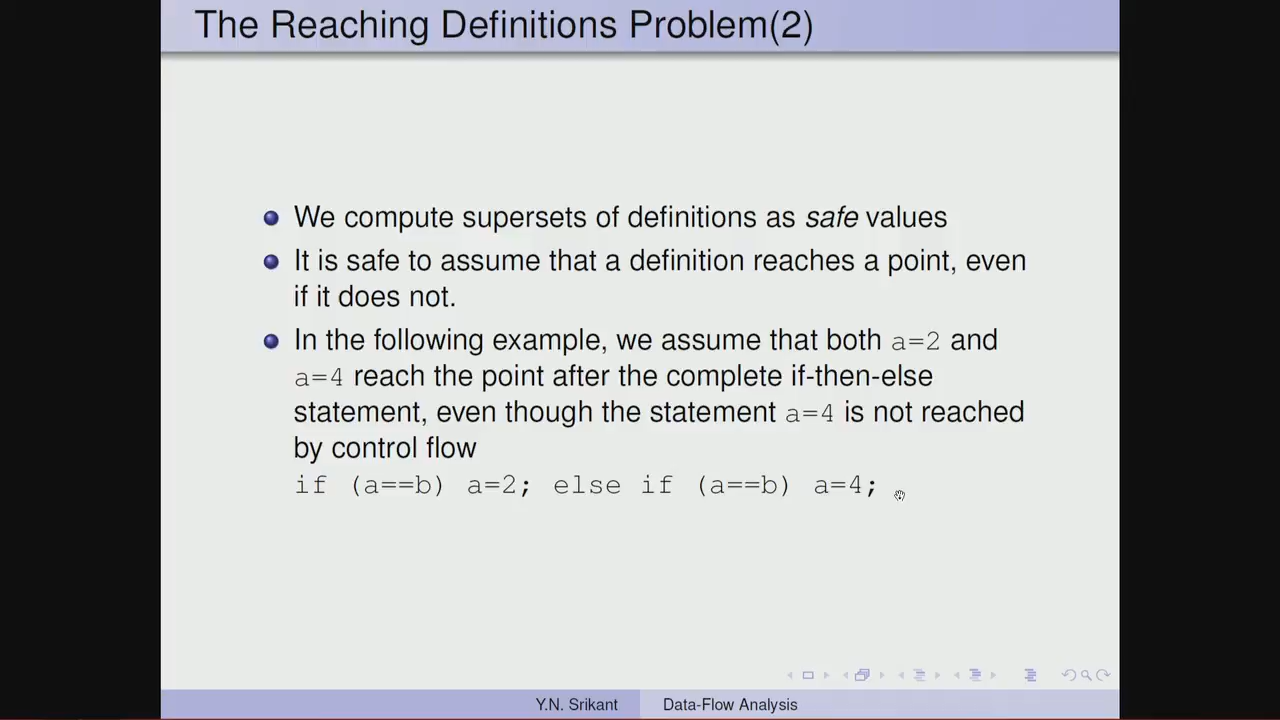 The Reaching Definitions Problem(2)
We compute supersets of definitions as safe values
It is safe to assume that a definition reaches a point, even
if it does not.
In the following example, we assume that both a=2 and
a=4 reach the point after the complete if-then-else
statement, even though the statement a=4 is not reached
by control flow
if (a==b) a=2; else if (a==b) a=4;
Y.N. Srikant
Data-Flow Analysis